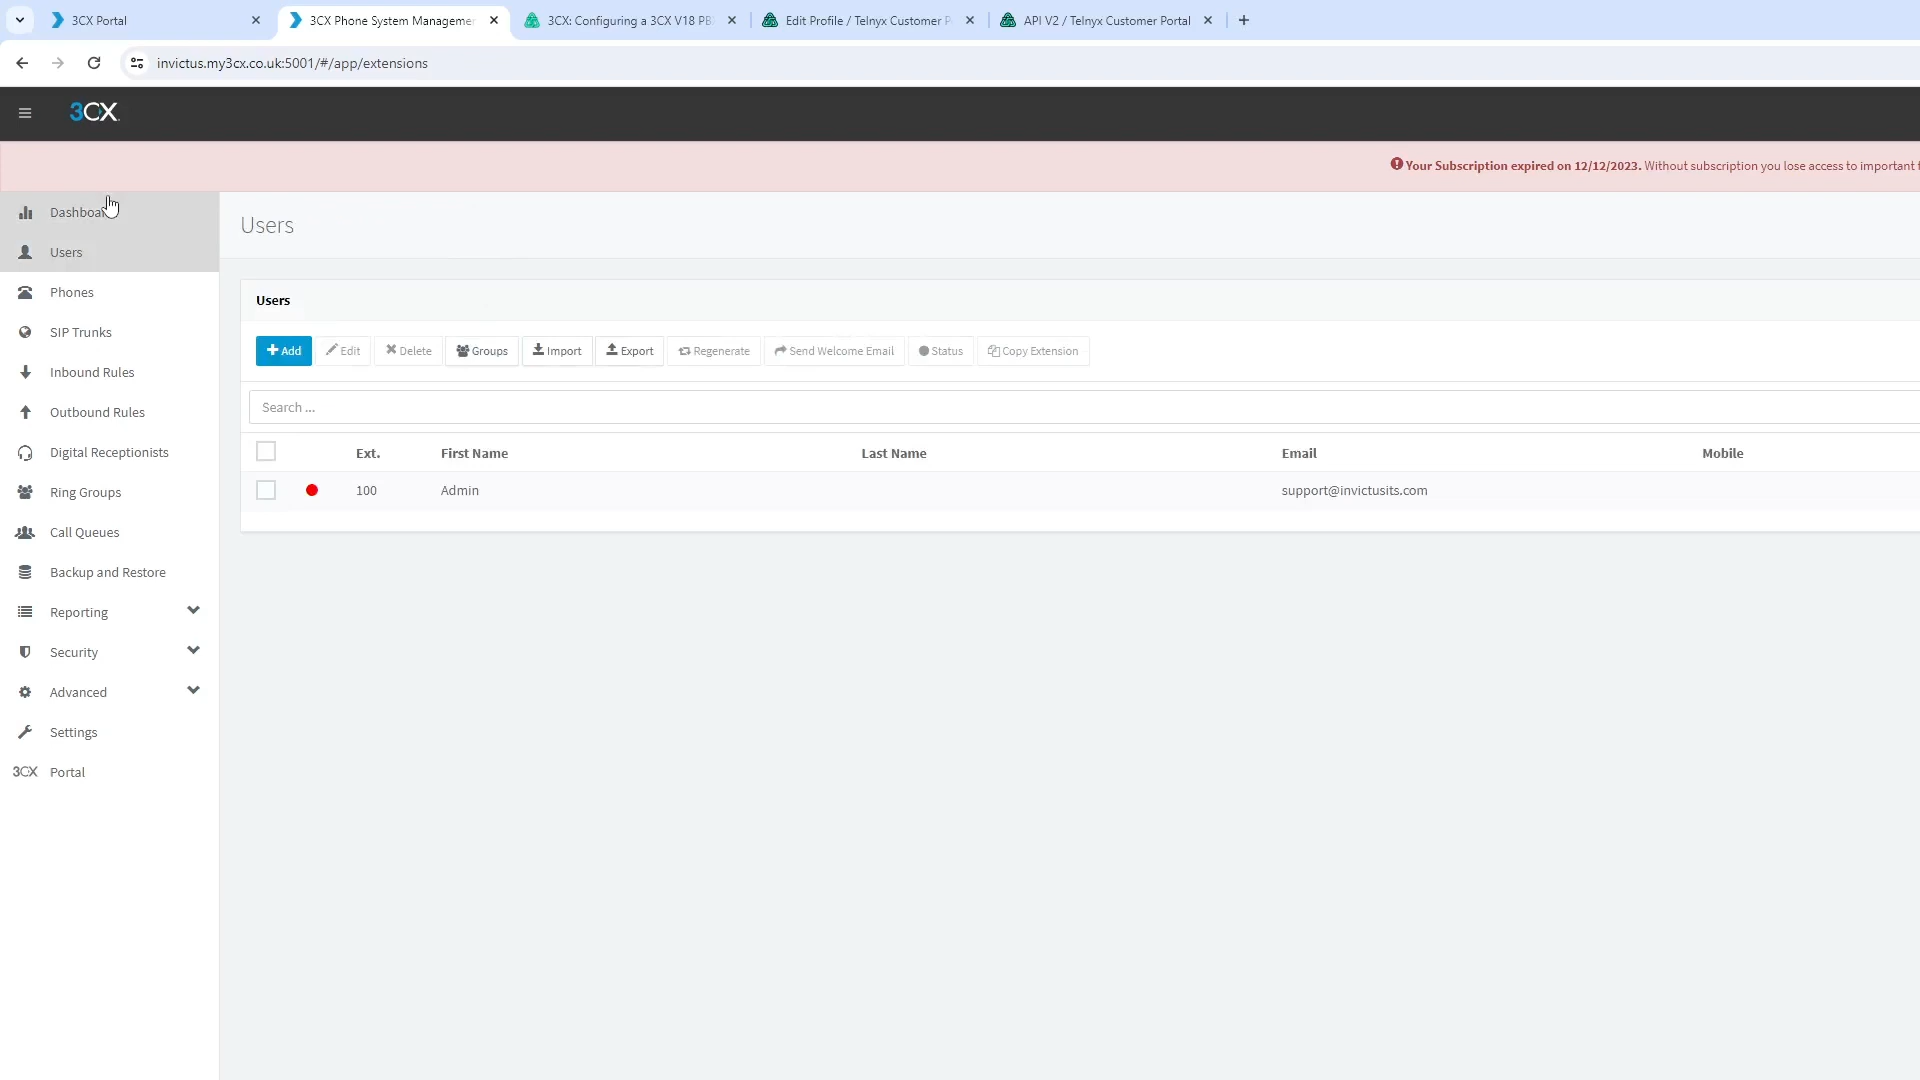 3CX Portal
3CX Phone System Manageme
3CX: Configuring a 3CX V18 PB
Edit Profile / Telnyx Customer P
API V2 / Telnyx Customer Portal
invictus.my3cx.co.uk:5001/#/app/extensions
3CX
Your Subscription expired on 12/12/2023. Without subscription you lose access to important f
Dashboar
Users
Phones
SIP Trunks
Inbound Rules
Outbound Rules
Digital Receptionists
Ring Groups
Call Queues
Backup and Restore
Reporting
Security
Advanced
Settings
3CX Portal
Users
Users
Add Edit Delete Groups Import Export Regenerate Send Welcome Email Status Copy Extension
Search ...
Ext. First Name Last Name Email Mobile
100 Admin support@invictusits.com